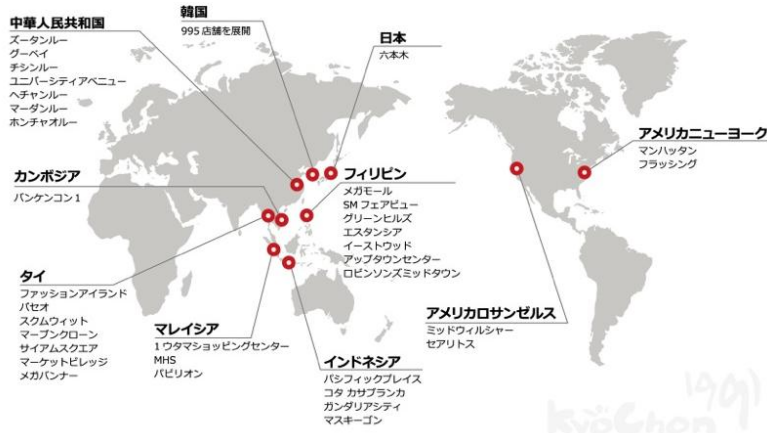 中華人民共和国
ズータンルー
グーベイ
チシンルー
ユニバーシティアベニュー
ヘチャンルー
マーダンルー
ホンチャオルー
韓国
995 店舗を展開
日本
六本木
カンボジア
バンケンコン 1
フィリピン
メガモール
SM フェアビュー
グリーンヒルズ
エスタンシア
イーストウッド
アップタウンセンター
ロビンソンズミッドタウン
アメリカニューヨーク
マンハッタン
フラッシング
タイ
ファッションアイランド
パセオ
スクムウィット
マーブンクローン
サイアムスクエア
マーケットビレッジ
メガバンナー
マレイシア
1 ウタマショッピングセンター
MHS
パビリオン
インドネシア
パシフィックプレイス
コタ カサブランカ
ガンダリアシティ
マスキーゴン
アメリカロサンゼルス
ミッドウィルシャー
セアリトス
1991
kyochon